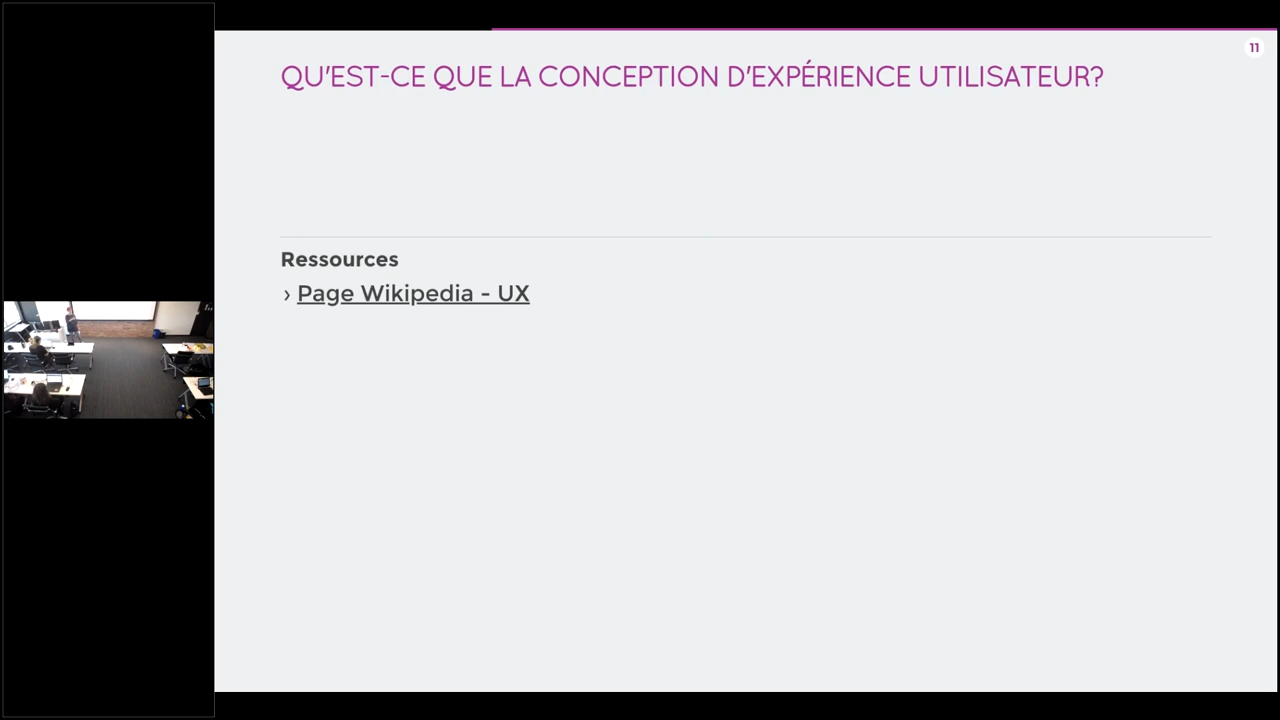 11
QU'EST-CE QUE LA CONCEPTION D'EXPÉRIENCE UTILISATEUR?
Ressources
› Page Wikipedia - UX